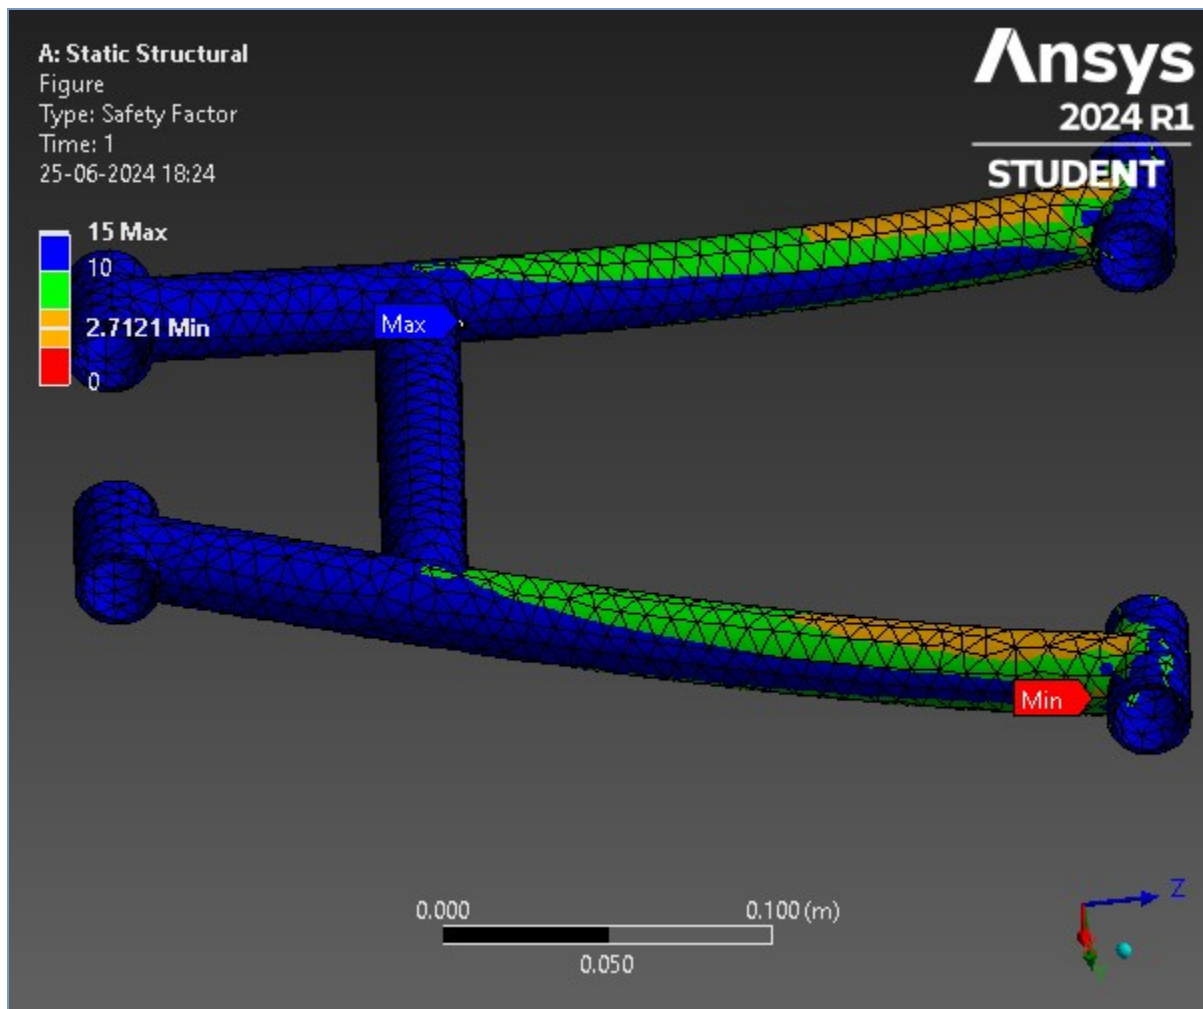 A: Static Structural
Figure
Type: Safety Factor
Time: 1
25-06-2024 18:24
Ansys
2024 R1
STUDENT
15 Max
10
2.7121 Min
0
Max
Min
0.000
0.100 (m)
0.050
Z